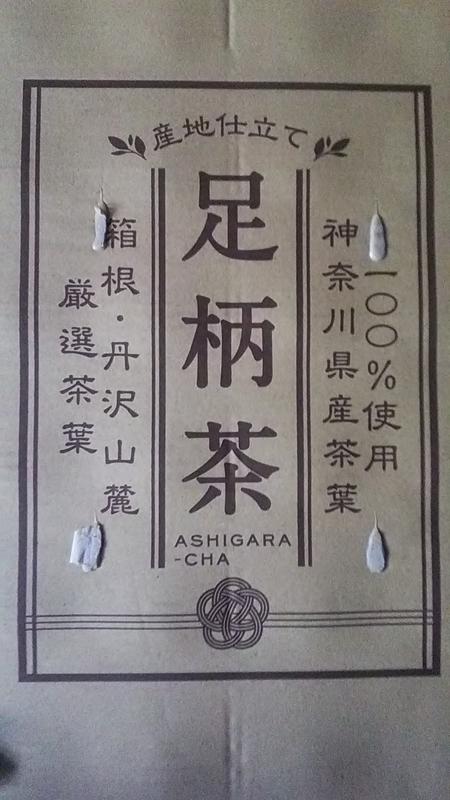 産地仕立て
一〇〇%使用
神奈川県産茶葉
足柄茶
ASHIGARA
-CHA
箱根・丹沢山麓
厳選茶葉